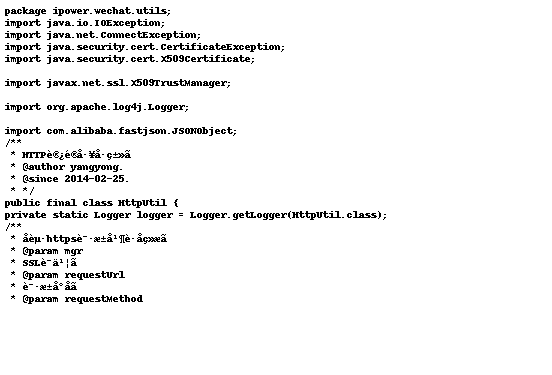 package ipower.wechat.utils;
import java.io.IOException;
import java.net.ConnectException;
import java.security.cert.CertificateException;
import java.security.cert.X509Certificate;
import javax.net.ssl.X509TrustManager;
import org.apache.log4j.Logger;
import com.alibaba.fastjson.JSONObject;
/**
* HTTPè®¿é®å·¥å·ç±»ã
* @author yangyong.
* @since 2014-02-25.
* */
public final class HttpUtil {
private static Logger logger = Logger.getLogger(HttpUtil.class);
/**
* åèµ·httpsè¯·æ±å¹¶è·åç»æã
* @param mgr
* SSLè¯ä¹¦ã
* @param requestUrl
* è¯·æ±å°åã
* @param requestMethod